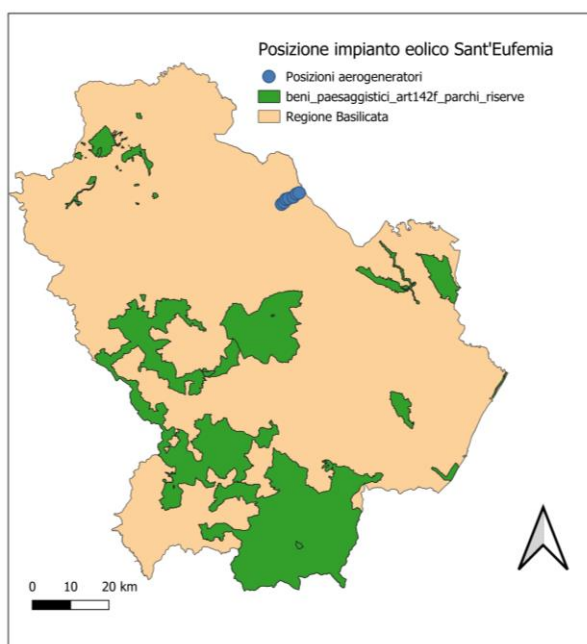 Posizione impianto eolico Sant'Eufemia
Posizioni aerogeneratori
beni_paesaggistici_art142f_parchi_riserve
Regione Basilicata
0 10 20 km